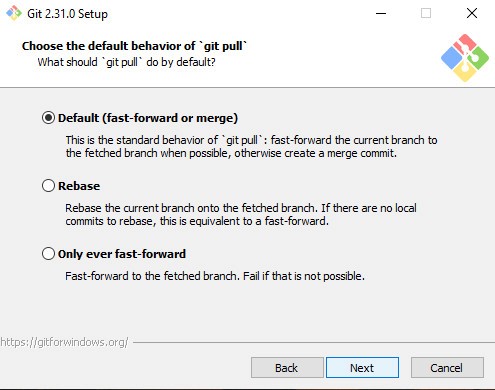 Git 2.31.0 Setup
Choose the default behavior of `git pull`
What should `git pull` do by default?
Default (fast-forward or merge)
This is the standard behavior of `git pull`: fast-forward the current branch to
the fetched branch when possible, otherwise create a merge commit.
Rebase
Rebase the current branch onto the fetched branch. If there are no local
commits to rebase, this is equivalent to a fast-forward.
Only ever fast-forward
Fast-forward to the fetched branch. Fail if that is not possible.
https://gitforwindows.org/
Back Next Cancel